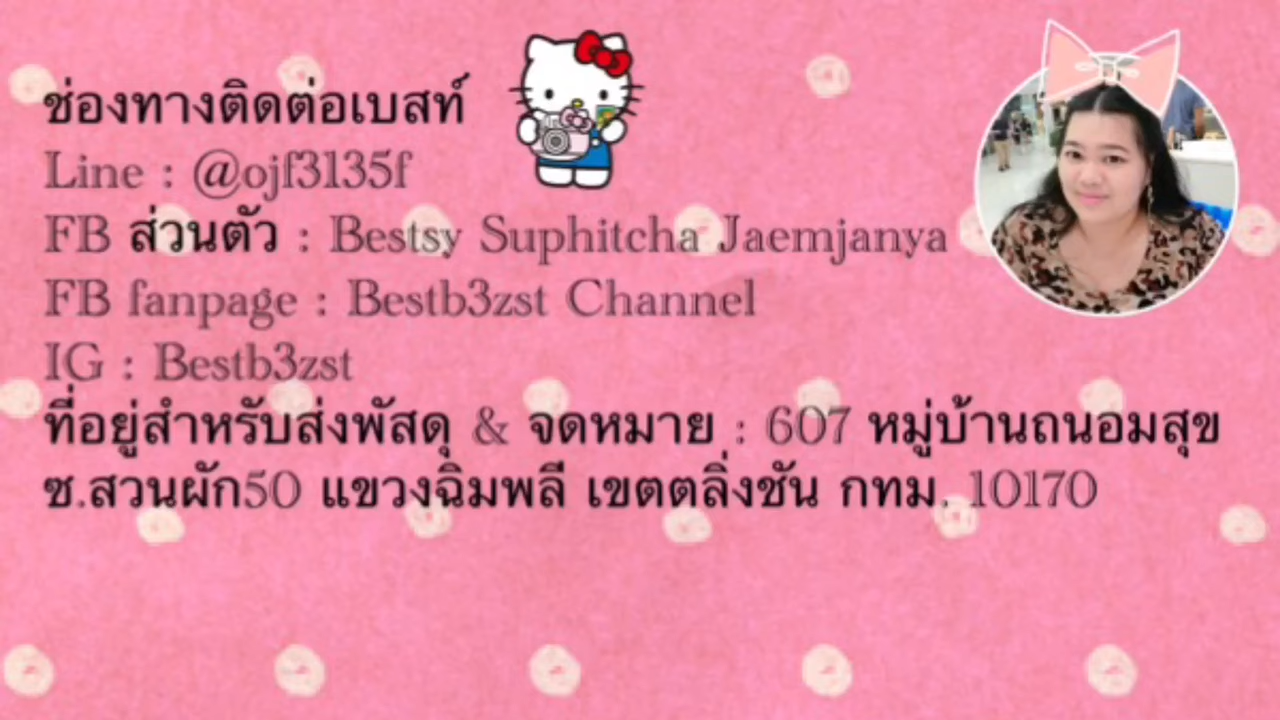 ช่องทางติดต่อเบสท์
Line : @ojf3135f
FB ส่วนตัว : Bestsy Suphitcha Jaemjanya
FB fanpage : Bestb3zst Channel
IG : Bestb3zst
ที่อยู่สำหรับส่งพัสดุ & จดหมาย : 607 หมู่บ้านถนอมสุข
ซ.สวนผัก50 แขวงฉิมพลี เขตตลิ่งชัน กทม. 10170